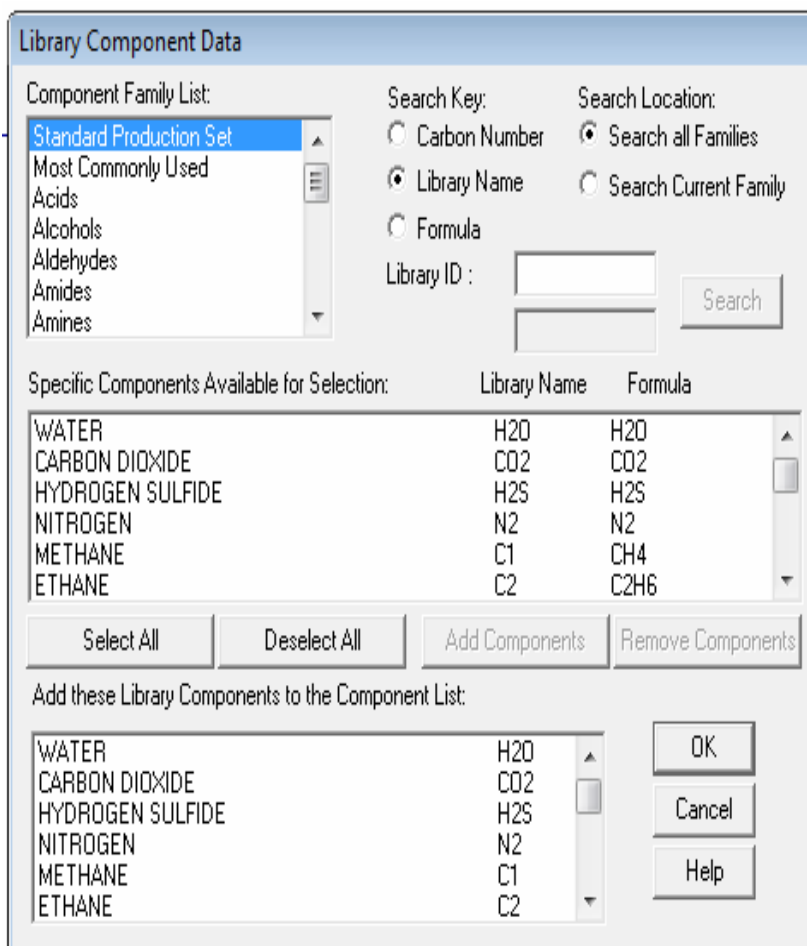 Library Component Data
Component Family List:
Search Key:
Search Location:
Standard Production Set
Most Commonly Used
Acids
Alcohols
Aldehydes
Amides
Amines
Carbon Number
Library Name
Formula
Search all Families
Search Current Family
Library ID :
Search
Specific Components Available for Selection: Library Name Formula
WATER H2O H2O
CARBON DIOXIDE CO2 CO2
HYDROGEN SULFIDE H2S H2S
NITROGEN N2 N2
METHANE C1 CH4
ETHANE C2 C2H6
Select All Deselect All Add Components Remove Components
Add these Library Components to the Component List:
WATER H2O
CARBON DIOXIDE CO2
HYDROGEN SULFIDE H2S
NITROGEN N2
METHANE C1
ETHANE C2
OK
Cancel
Help